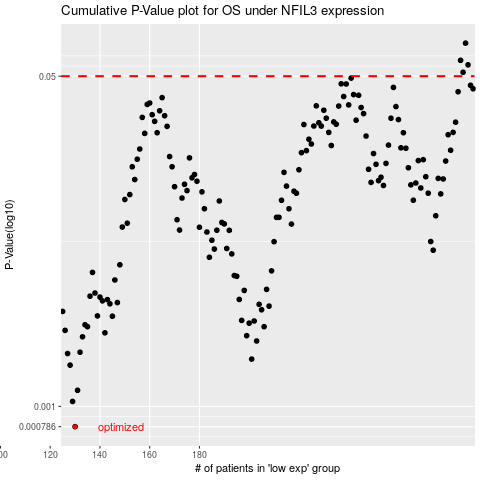 Cumulative P-Value plot for OS under NFIL3 expression
0.05
P-Value(log10)
0.001
0.000786
optimized
00 120 140 160 180
# of patients in 'low exp' group